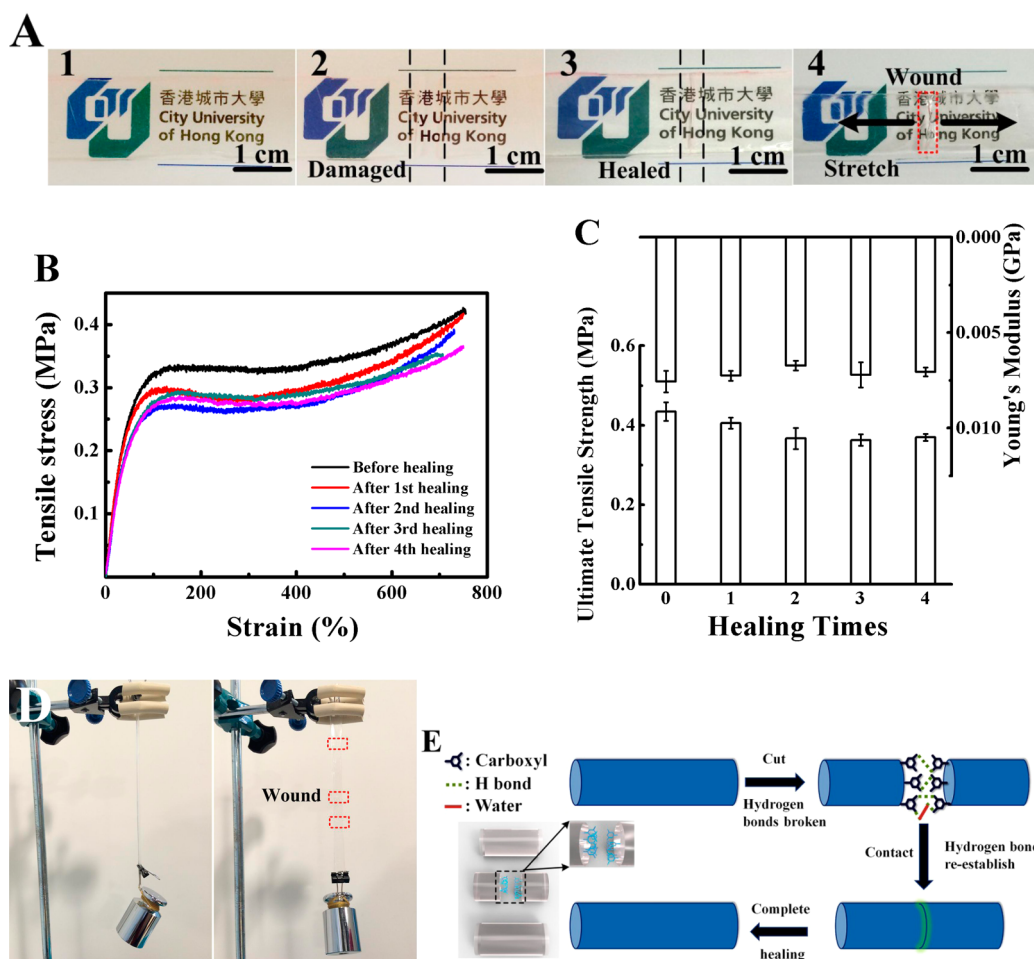 A
1
香港城市大學
City University
of Hong Kong
1 cm
2
香港城市大學
City University
of Hong Kong
Damaged
1 cm
3
香港城市大學
City University
of Hong Kong
Healed
1 cm
4
Wound
香港城市大學
City University
of Hong Kong
Stretch
1 cm
B
Tensile stress (MPa)
0.4
0.3
0.2
0.1
0
200
400
600
800
Strain (%)
Before healing
After 1st healing
After 2nd healing
After 3rd healing
After 4th healing
C
Ultimate Tensile Strength (MPa)
0.6
0.4
0.2
0.0
0
1
2
3
4
Healing Times
0.000
0.005
0.010
Young's Modulus (GPa)
D
Wound
E
: Carboxyl
: H bond
: Water
Cut
Hydrogen
bonds broken
Contact
Hydrogen bond
re-establish
Complete
healing